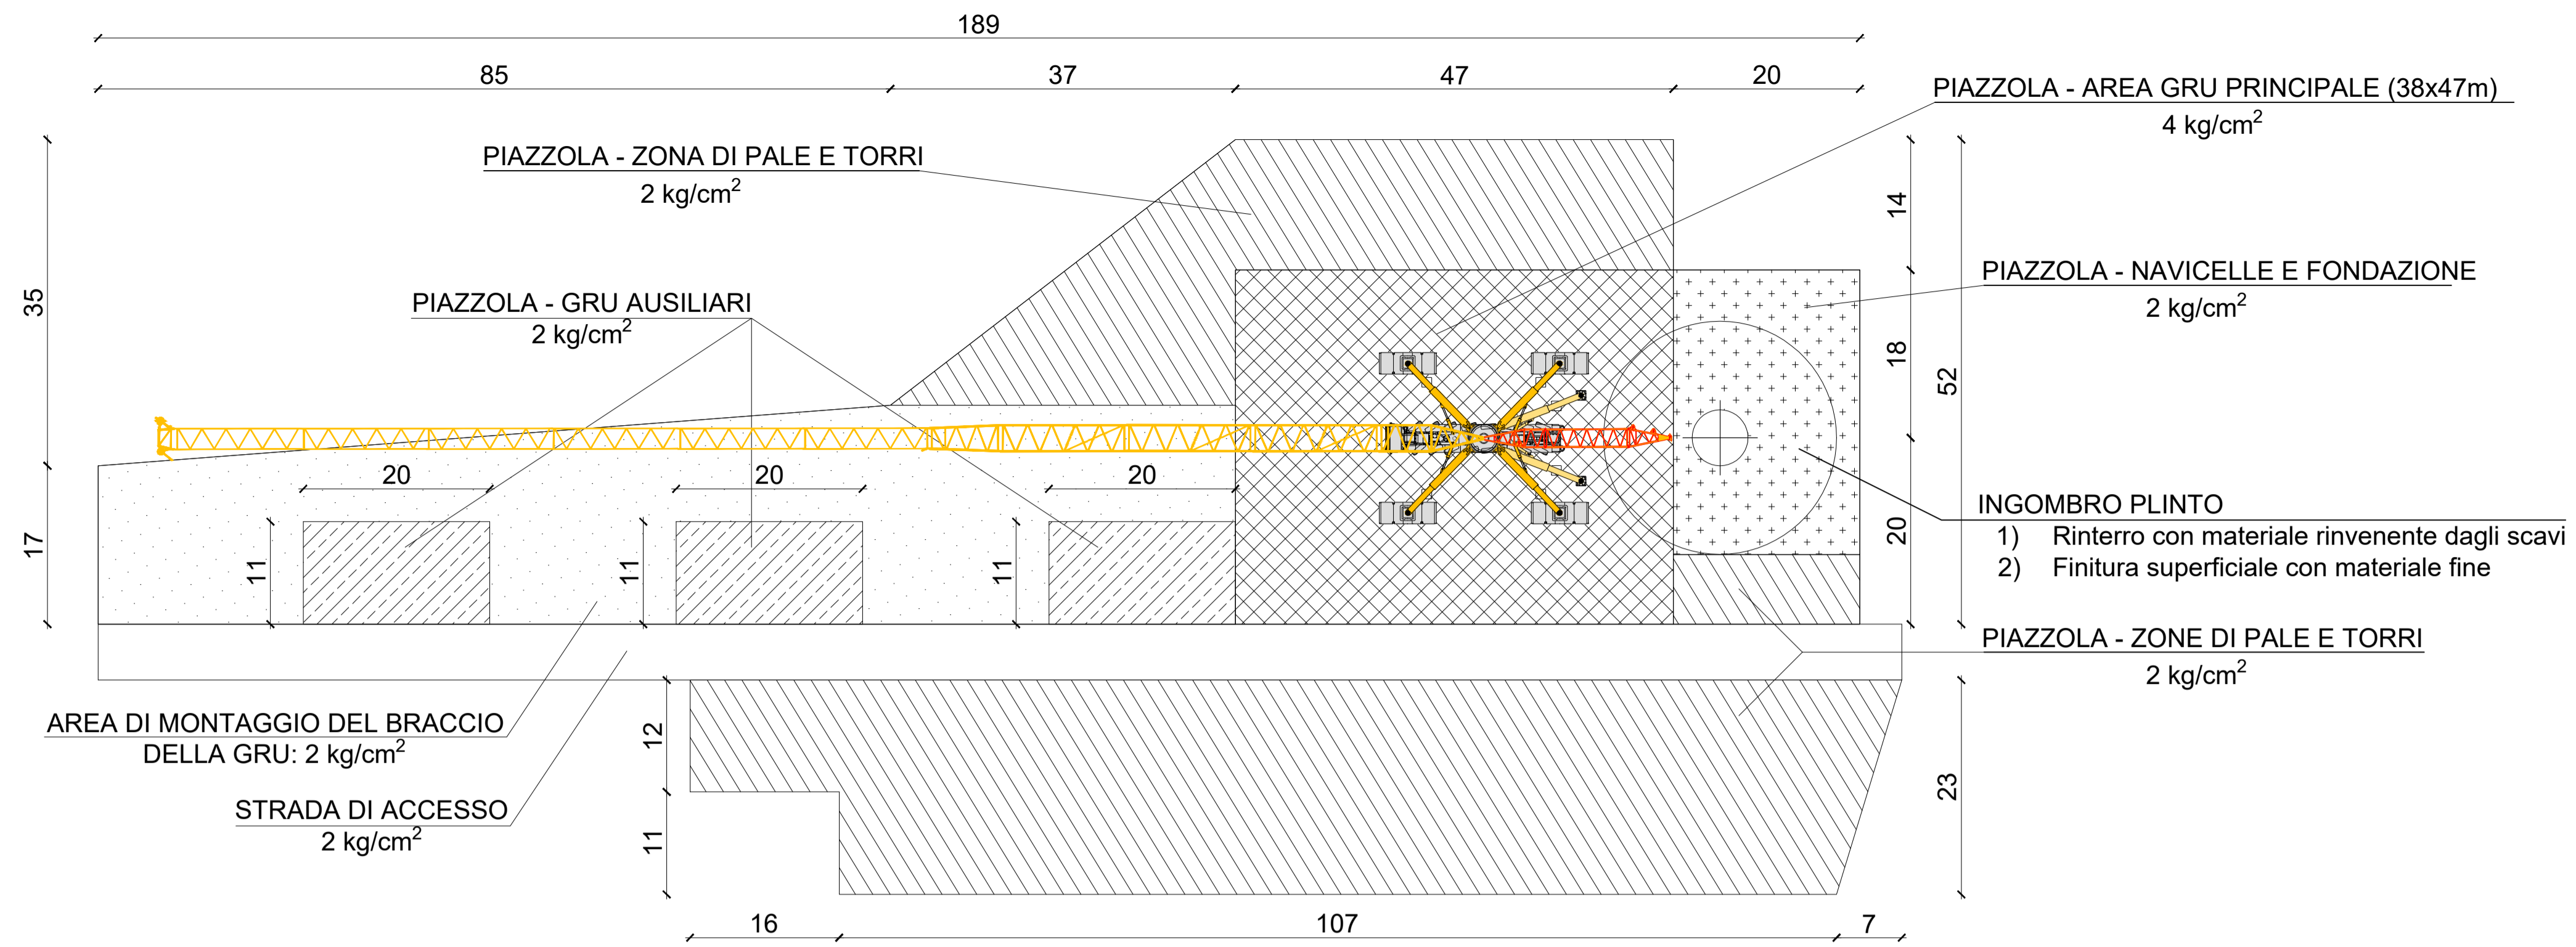 189
85
37
47
20
PIAZZOLA - AREA GRU PRINCIPALE (38x47m)
4 kg/cm²
PIAZZOLA - ZONA DI PALE E TORRI
2 kg/cm²
14
PIAZZOLA - NAVICELLE E FONDAZIONE
2 kg/cm²
PIAZZOLA - GRU AUSILIARI
2 kg/cm²
35
18
52
20
20
20
INGOMBRO PLINTO
1) Rinterro con materiale rinvenente dagli scavi
2) Finitura superficiale con materiale fine
20
17
11
11
11
PIAZZOLA - ZONE DI PALE E TORRI
2 kg/cm²
AREA DI MONTAGGIO DEL BRACCIO
DELLA GRU: 2 kg/cm²
12
23
STRADA DI ACCESSO
2 kg/cm²
11
16
107
7